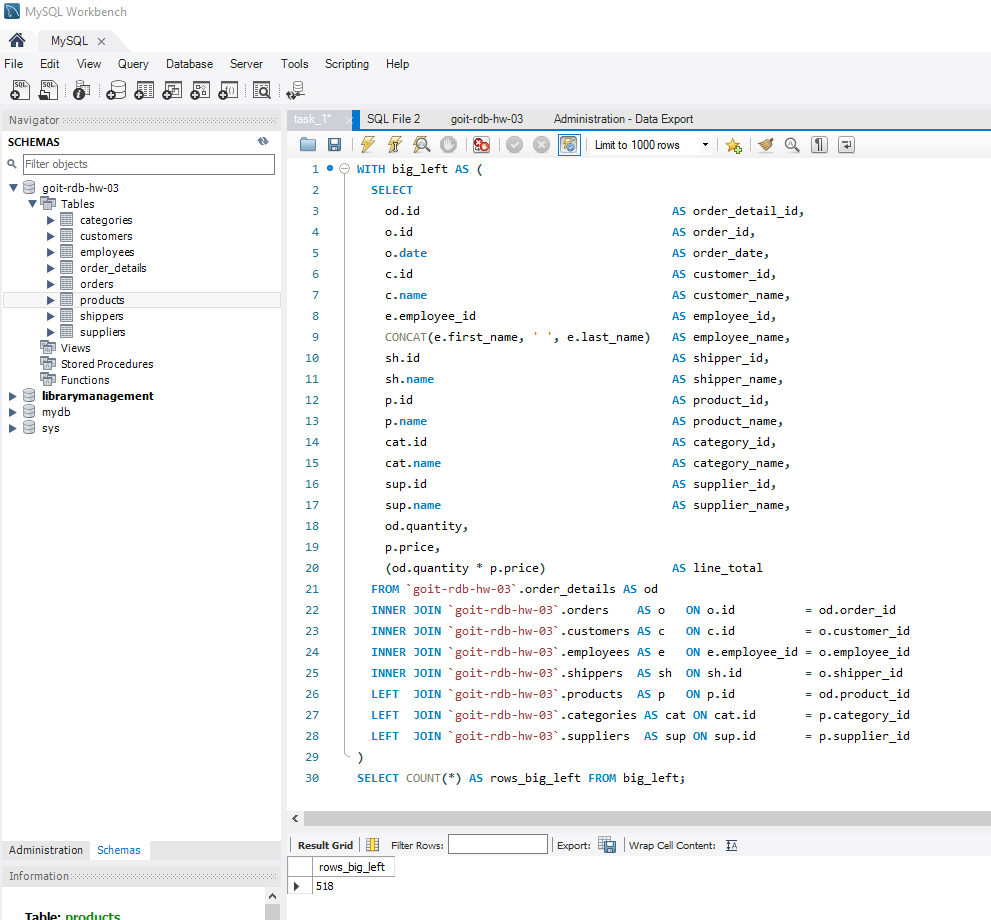 MySQL Workbench
MySQL
File Edit View Query Database Server Tools Scripting Help
Navigator
SCHEMAS
Filter objects
goit-rdb-hw-03
Tables
categories
customers
employees
order_details
orders
products
shippers
suppliers
Views
Stored Procedures
Functions
librarymanagement
mydb
sys
Administration Schemas
Information
Table: products
task_1* SQL File 2 goit-rdb-hw-03 Administration - Data Export
Limit to 1000 rows
1 WITH big_left AS (
2 SELECT
3 od.id AS order_detail_id,
4 o.id AS order_id,
5 o.date AS order_date,
6 c.id AS customer_id,
7 c.name AS customer_name,
8 e.employee_id AS employee_id,
9 CONCAT(e.first_name, ' ', e.last_name) AS employee_name,
10 sh.id AS shipper_id,
11 sh.name AS shipper_name,
12 p.id AS product_id,
13 p.name AS product_name,
14 cat.id AS category_id,
15 cat.name AS category_name,
16 sup.id AS supplier_id,
17 sup.name AS supplier_name,
18 od.quantity,
19 p.price,
20 (od.quantity * p.price) AS line_total
21 FROM `goit-rdb-hw-03`.order_details AS od
22 INNER JOIN `goit-rdb-hw-03`.orders AS o ON o.id = od.order_id
23 INNER JOIN `goit-rdb-hw-03`.customers AS c ON c.id = o.customer_id
24 INNER JOIN `goit-rdb-hw-03`.employees AS e ON e.employee_id = o.employee_id
25 INNER JOIN `goit-rdb-hw-03`.shippers AS sh ON sh.id = o.shipper_id
26 LEFT JOIN `goit-rdb-hw-03`.products AS p ON p.id = od.product_id
27 LEFT JOIN `goit-rdb-hw-03`.categories AS cat ON cat.id = p.category_id
28 LEFT JOIN `goit-rdb-hw-03`.suppliers AS sup ON sup.id = p.supplier_id
29 )
30 SELECT COUNT(*) AS rows_big_left FROM big_left;
Result Grid Filter Rows: Export: Wrap Cell Content:
rows_big_left
518